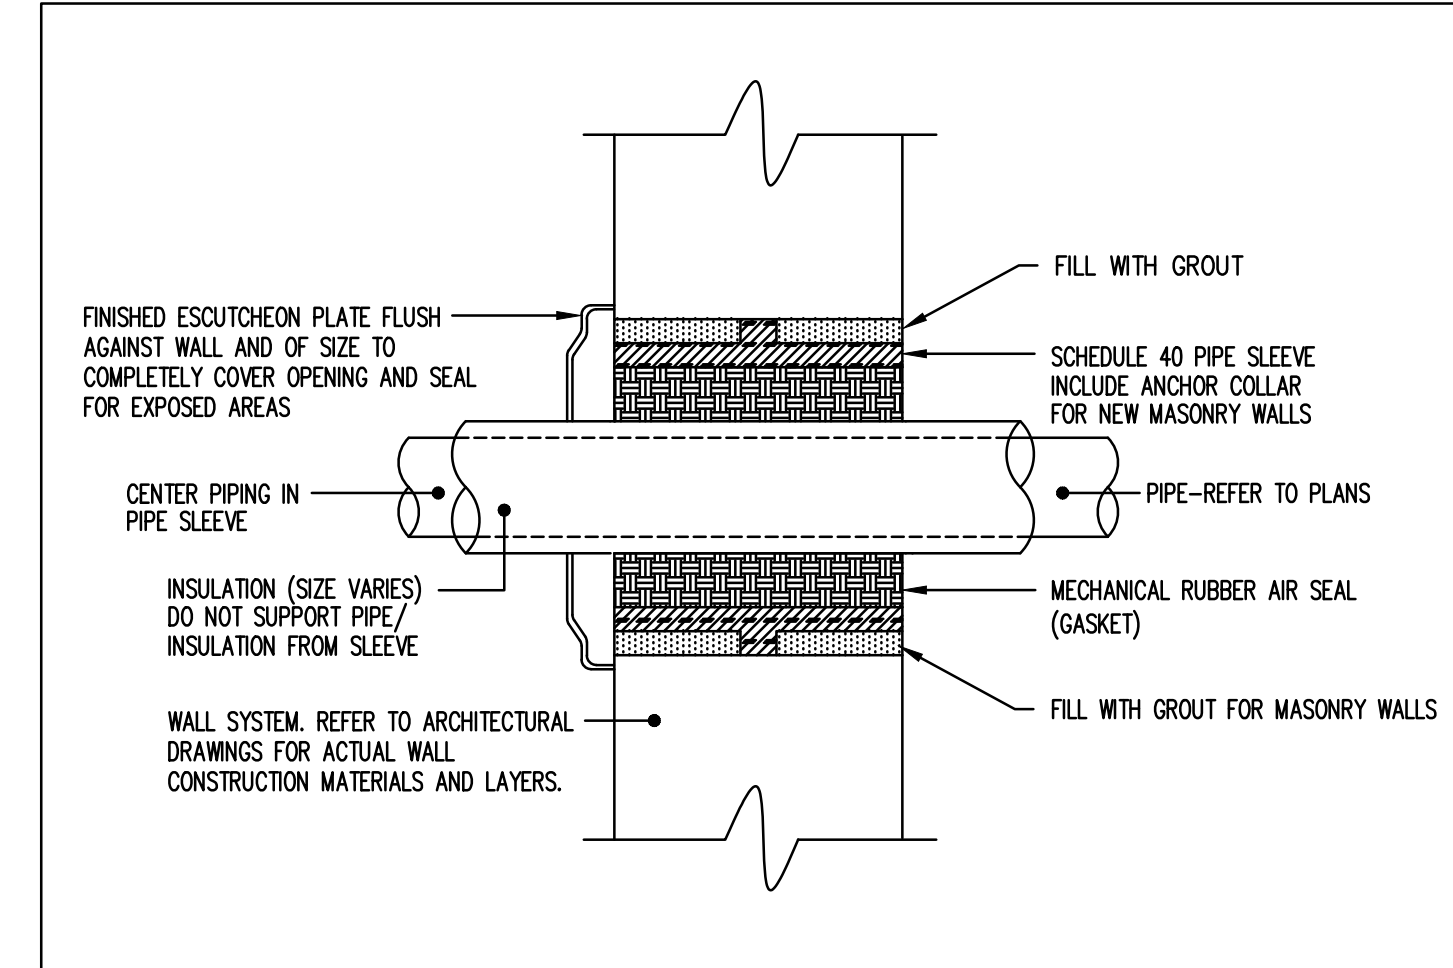 FILL WITH GROUT
FINISHED ESCUTCHEON PLATE FLUSH
AGAINST WALL AND OF SIZE TO
COMPLETELY COVER OPENING AND SEAL
FOR EXPOSED AREAS
SCHEDULE 40 PIPE SLEEVE
INCLUDE ANCHOR COLLAR
FOR NEW MASONRY WALLS
CENTER PIPING IN
PIPE SLEEVE
PIPE-REFER TO PLANS
INSULATION (SIZE VARIES)
DO NOT SUPPORT PIPE/
INSULATION FROM SLEEVE
MECHANICAL RUBBER AIR SEAL
(GASKET)
FILL WITH GROUT FOR MASONRY WALLS
WALL SYSTEM. REFER TO ARCHITECTURAL
DRAWINGS FOR ACTUAL WALL
CONSTRUCTION MATERIALS AND LAYERS.